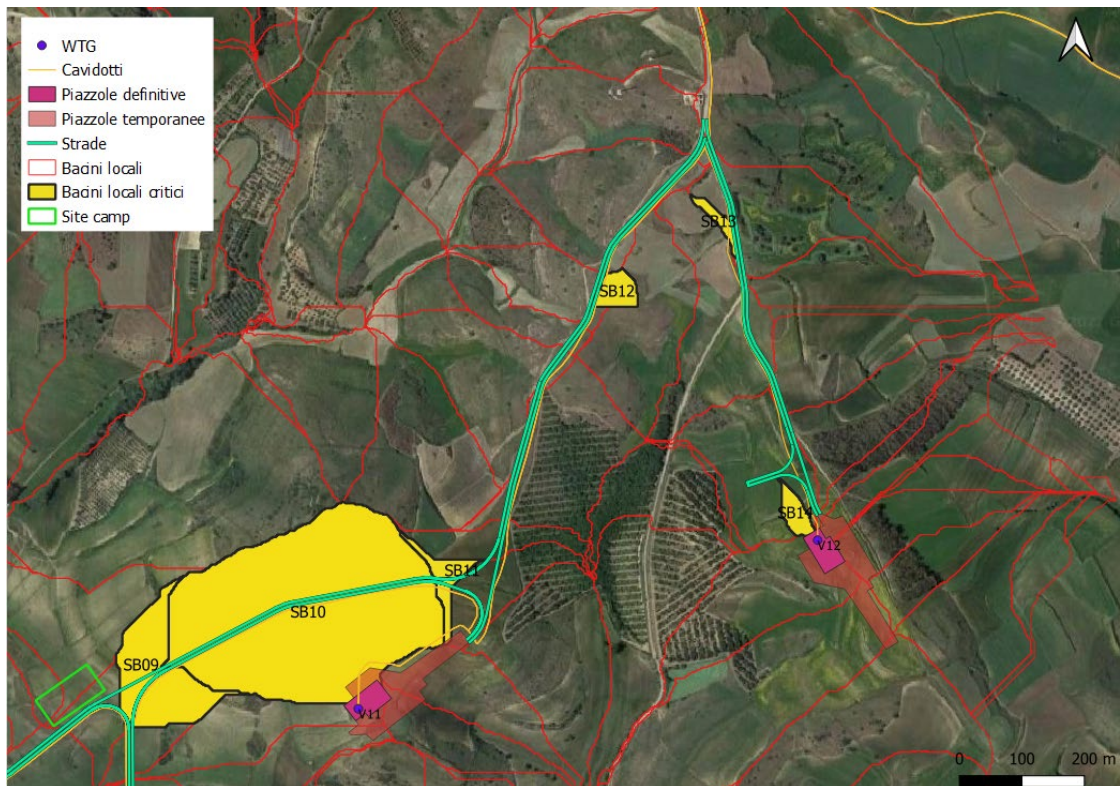 WTG
Cavidotti
Piazzole definitive
Piazzole temporanee
Strade
Bacini locali
Bacini locali critici
Site camp
SB13
SB12
SB14
V12
SB11
SB10
SB09
V11
0 100 200 m